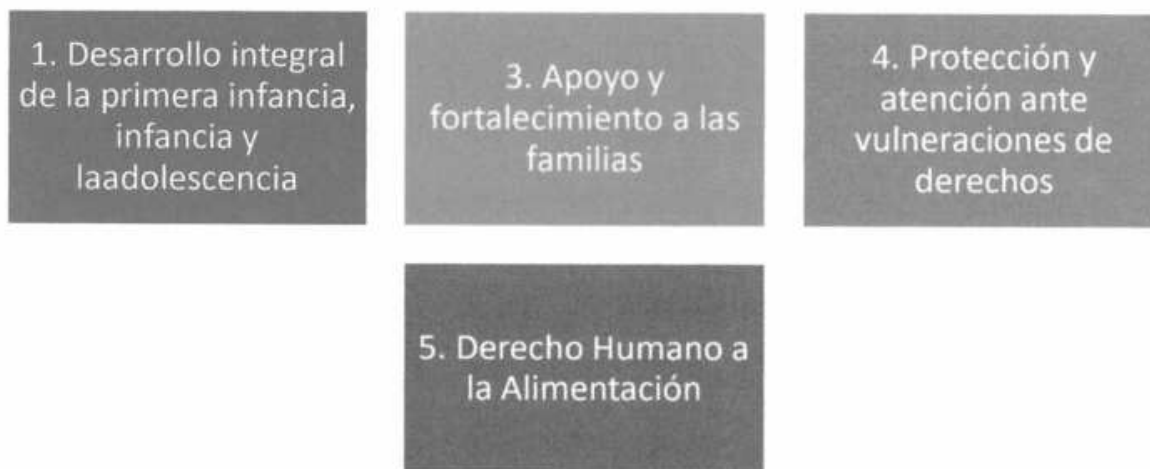 1. Desarrollo integral
de la primera infancia,
infancia y
laadolescencia
3. Apoyo y
fortalecimiento a las
familias
4. Protección y
atención ante
vulneraciones de
derechos
5. Derecho Humano a
la Alimentación